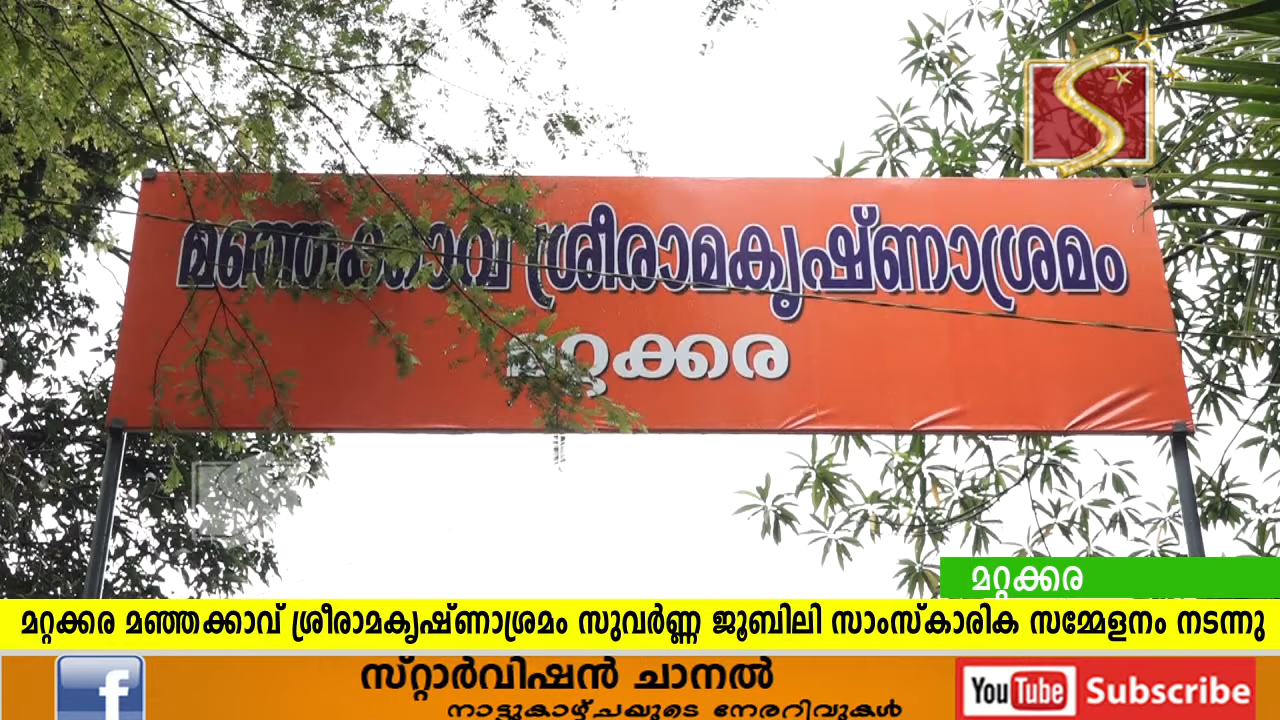 മഞ്ഞക്കാവ് ശ്രീരാമകൃഷ്ണാശ്രമം
മറ്റക്കര
മറ്റക്കര
മറ്റക്കര മഞ്ഞക്കാവ് ശ്രീരാമകൃഷ്ണാശ്രമം സുവർണ്ണ ജൂബിലി സാംസ്കാരിക സമ്മേളനം നടന്നു
സ്റ്റാർവിഷൻ ചാനൽ
നാട്ടുകാഴ്ചയുടെ നേരറിവുകൾ
YouTube Subscribe